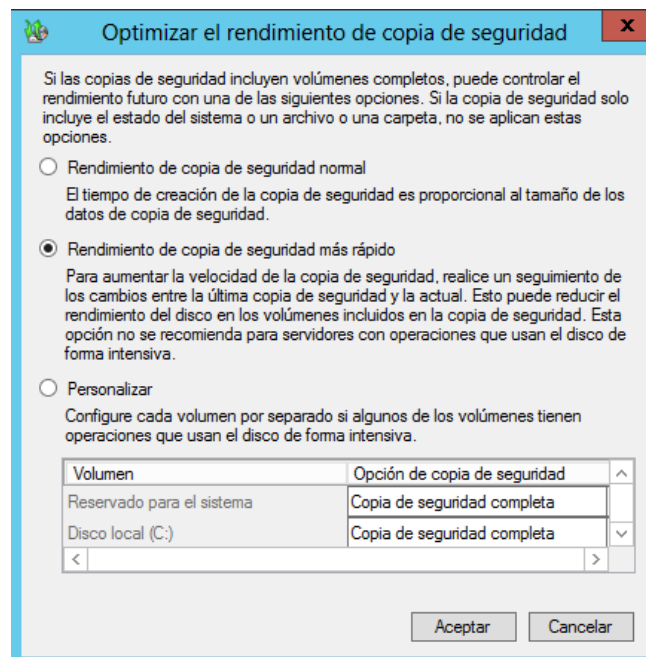 Optimizar el rendimiento de copia de seguridad
x
Si las copias de seguridad incluyen volúmenes completos, puede controlar el
rendimiento futuro con una de las siguientes opciones. Si la copia de seguridad solo
incluye el estado del sistema o un archivo o una carpeta, no se aplican estas
opciones.
Rendimiento de copia de seguridad normal
El tiempo de creación de la copia de seguridad es proporcional al tamaño de los
datos de copia de seguridad.
Rendimiento de copia de seguridad más rápido
Para aumentar la velocidad de la copia de seguridad, realice un seguimiento de
los cambios entre la última copia de seguridad y la actual. Esto puede reducir el
rendimiento del disco en los volúmenes incluidos en la copia de seguridad. Esta
opción no se recomienda para servidores con operaciones que usan el disco de
forma intensiva.
Personalizar
Configure cada volumen por separado si algunos de los volúmenes tienen
operaciones que usan el disco de forma intensiva.
Volumen Opción de copia de seguridad
Reservado para el sistema Copia de seguridad completa
Disco local (C:) Copia de seguridad completa
Aceptar Cancelar